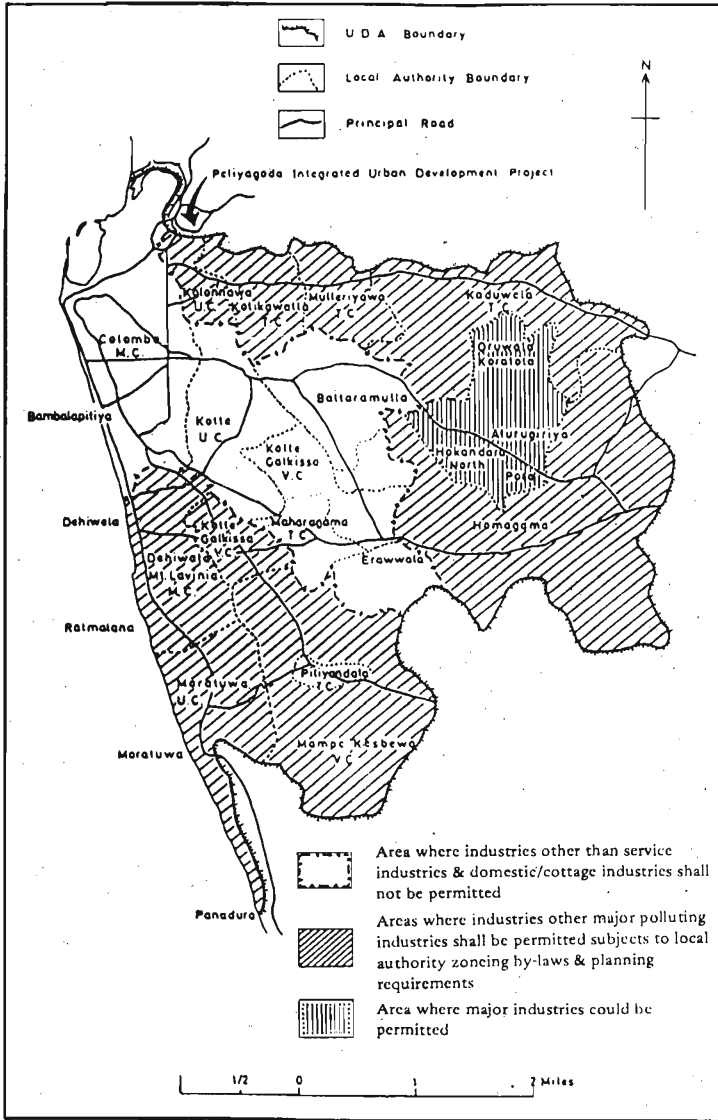 U D A Boundary
Local Authority Boundary
Principal Road
N
Peliyagoda Integrated Urban Development Project
Kolonnawa
U.C.
Kotikawatta
T.C.
Mulleriyawa
T.C.
Kaduwela
T.C.
Oruwala
Koratota
Colombo
M.C.
Battaramulla
Bambalapitiya
Kotte
U.C.
Kotte
Galkissa
V.C
Alurugiriya
Hokandara
North
Pora
Dehiwela
Kotte
Galkissa
V.C
Maharagama
T.C.
Homagama
Dehiwala
Mt. Lavinia
M.C.
Erawwala
Ratmalana
Moratuwa
U.C.
Piliyandala
T.C.
Moratuwa
Mampe Kesbewa
V.C.
Panadura
Area where industries other than service
industries & domestic/cottage industries shall
not be permitted
Areas where industries other major polluting
industries shall be permitted subjects to local
authority zoneing by-laws & planning
requirements
Area where major industries could be
permitted
1/2 0 1 2 Miles